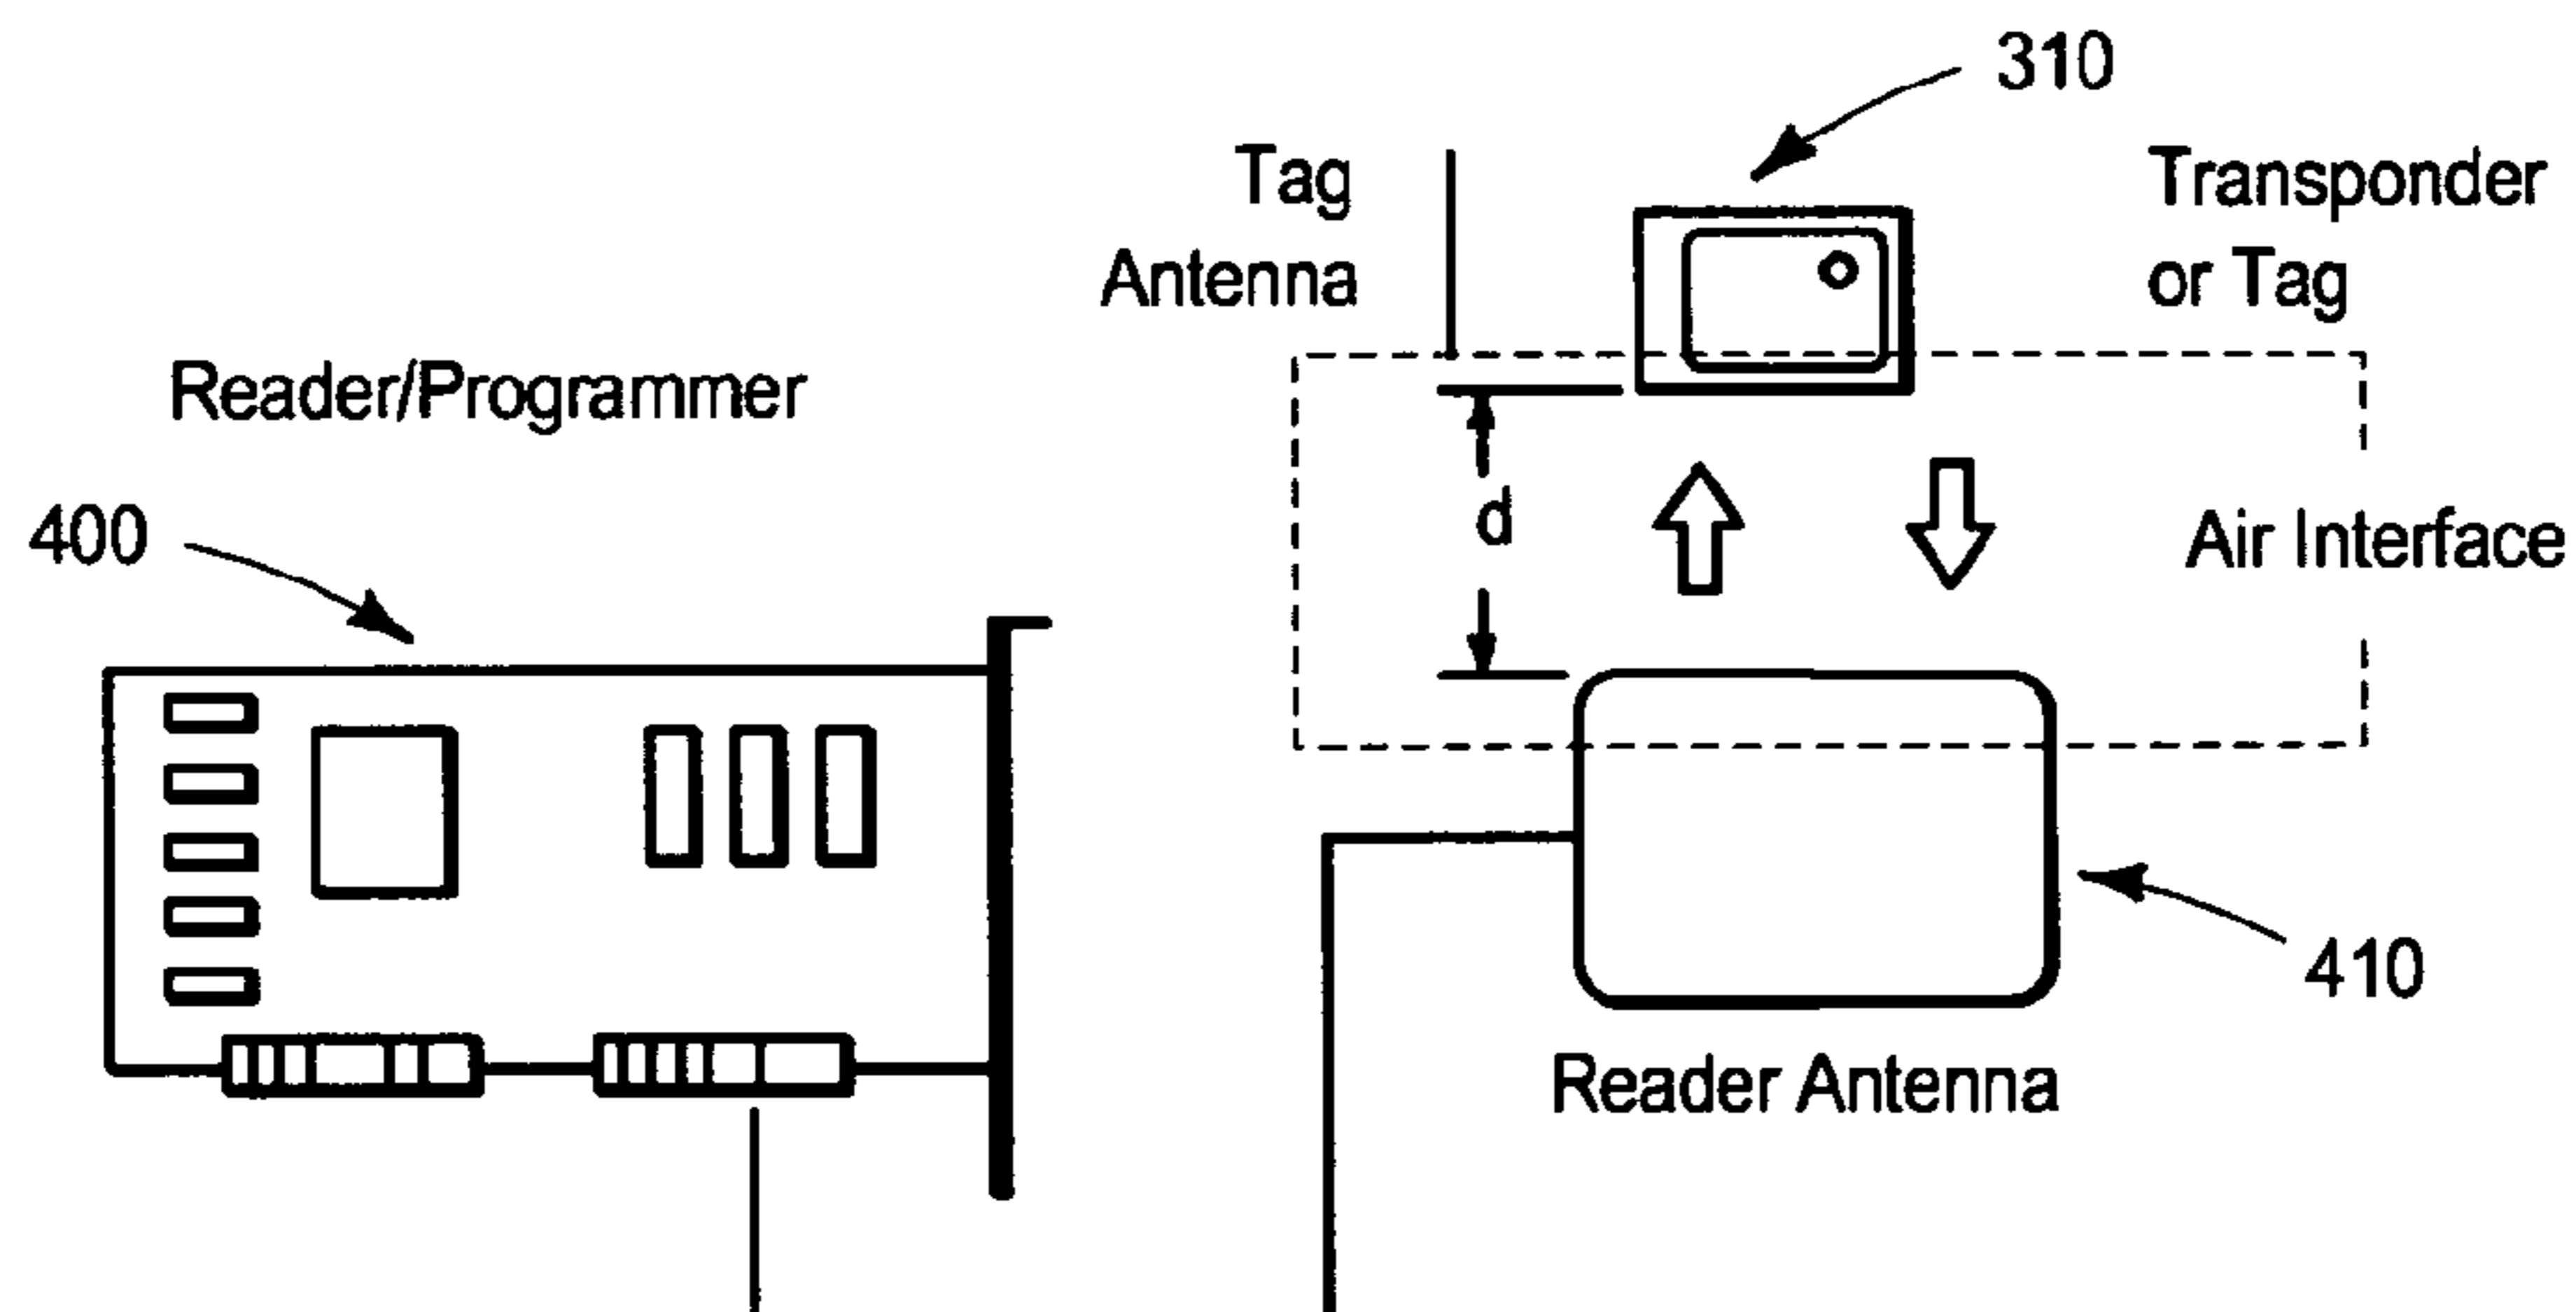 310
Tag
Antenna
Transponder
or Tag
Reader/Programmer
400
d
Air Interface
410
Reader Antenna